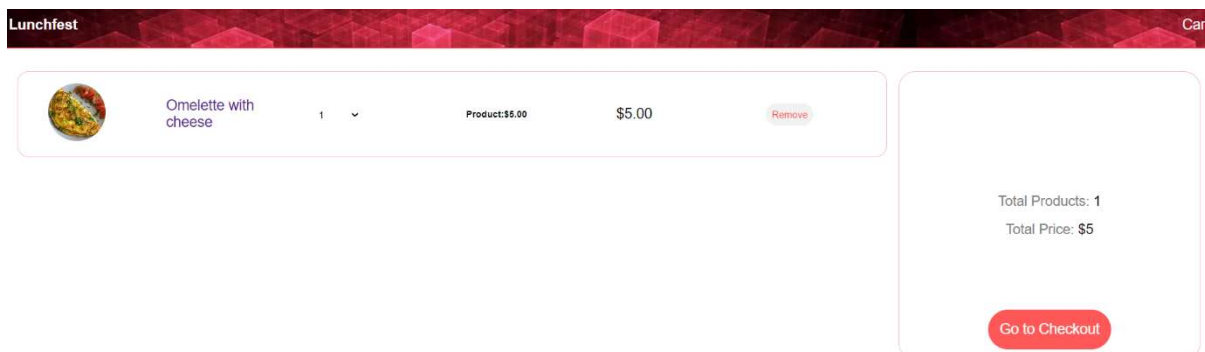 Lunchfest
Omelette with
cheese
1
Product:$5.00
$5.00
Remove
Total Products: 1
Total Price: $5
Go to Checkout